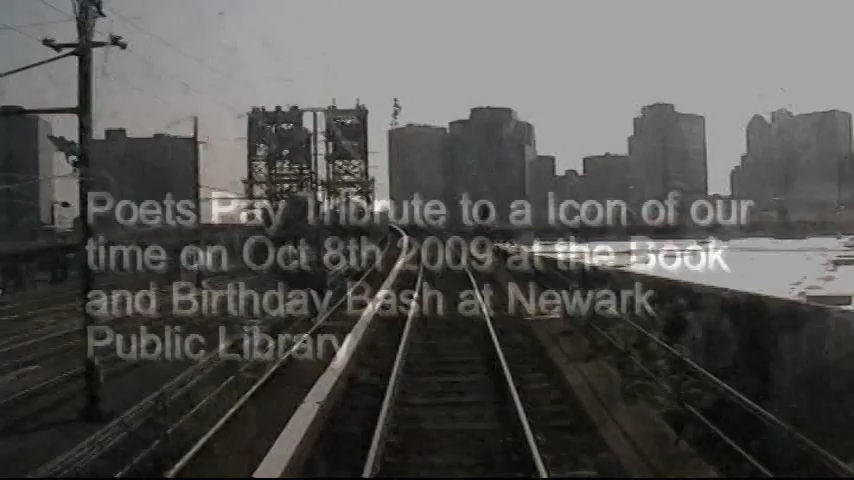 Poets Pay Tribrute to a Icon of our
time on Oct 8th 2009 at the Book
and Birthday Bash at Newark
Public Library